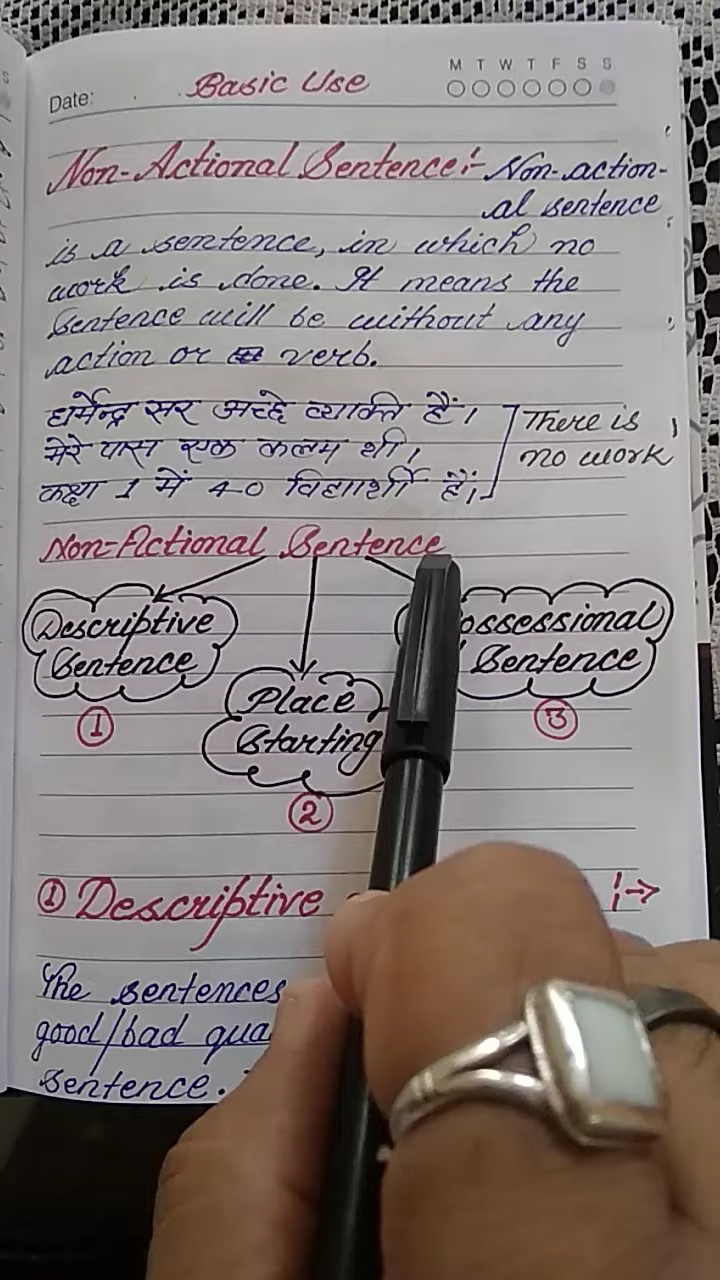 M T W T F S S
Date: Basic Use
Non-Actional Sentence:- Non-action-
al sentence
is a sentence, in which no
work is done. It means the
Sentence will be without any
action or verb.
धर्मेन्द्र सर अच्छे व्याक्ति हैं।
मेरे पास एक कलम थी,
कक्षा 1 में 40 विद्यार्थी हैं,
There is
no work
Non-Actional Sentence
Descriptive
Sentence
①
Place
Starting
②
ossessional
Sentence
③
① Descriptive
The sentences
good/bad qua
sentence.